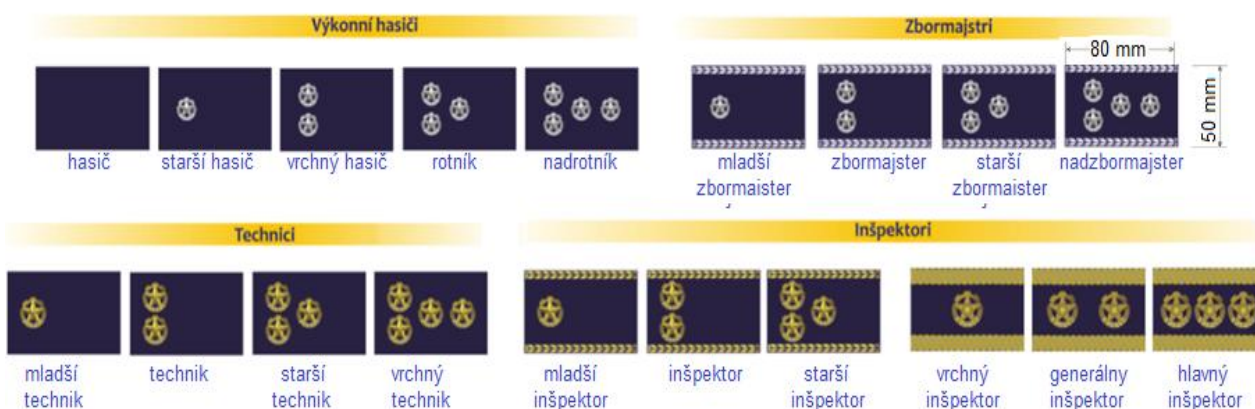 Výkonní hasiči
Zbormajstri
80 mm
50 mm
hasič
starší hasič
vrchný hasič
rotník
nadrotník
mladší
zbormaister
zbormajster
starší
zbormaister
nadzbormajster
Technici
Inšpektori
mladší
technik
technik
starší
technik
vrchný
technik
mladší
inšpektor
inšpektor
starší
inšpektor
vrchný
inšpektor
generálny
inšpektor
hlavný
inšpektor